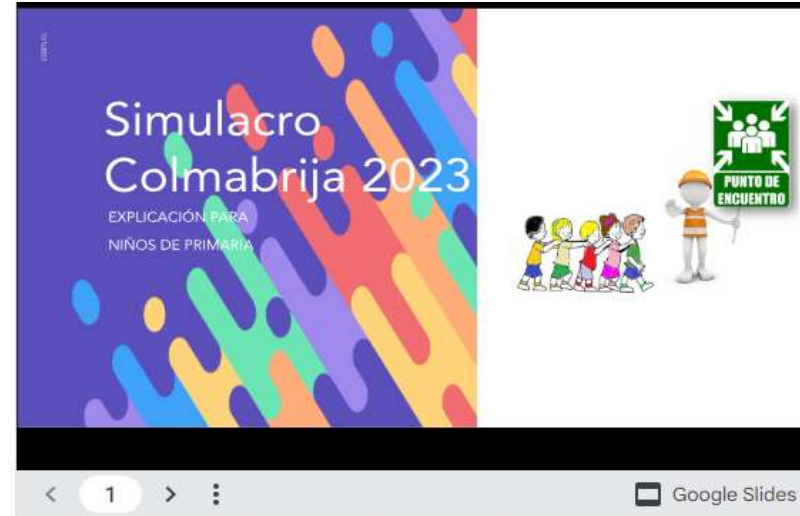 Simulacro
Colmabrija 2023
EXPLICACIÓN PARA
NIÑOS DE PRIMARIA
PUNTO DE
ENCUENTRO
1
Google Slides